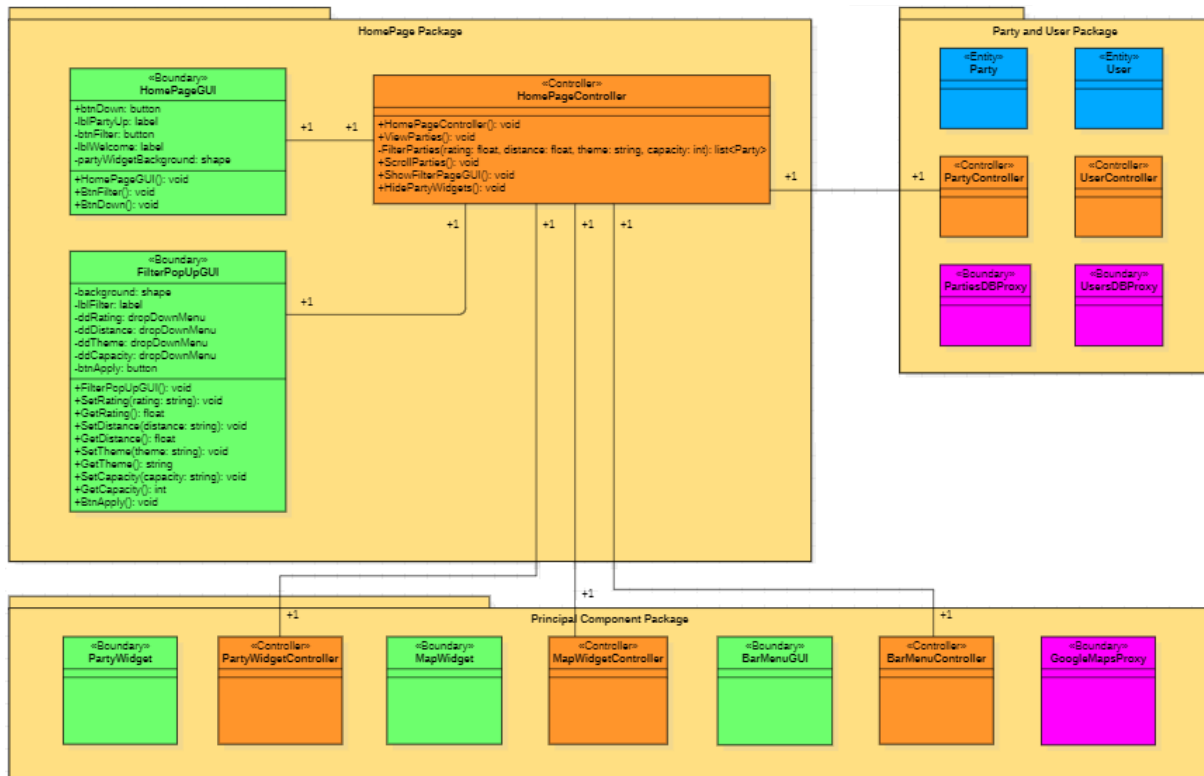 HomePage Package
«Boundary»
HomePageGUI
+btnDown: button
-lblPartyUp: label
-btnFilter: button
-lblWelcome: label
-partyWidgetBackground: shape
+HomePageGUI(): void
+BtnFilter(): void
+BtnDown(): void
+1
+1
«Controller»
HomePageController
+HomePageController(): void
+ViewParties(): void
-FilterParties(rating: float, distance: float, theme: string, capacity: int): list<Party>
+ScrollParties(): void
+ShowFilterPageGUI(): void
+HidePartyWidgets(): void
+1
+1
+1
+1
+1
+1
«Boundary»
FilterPopUpGUI
-background: shape
-lblFilter: label
-ddRating: dropDownMenu
-ddDistance: dropDownMenu
-ddTheme: dropDownMenu
-ddCapacity: dropDownMenu
-btnApply: button
+FilterPopUpGUI(): void
+SetRating(rating: string): void
+GetRating(): float
+SetDistance(distance: string): void
+GetDistance(): float
+SetTheme(theme: string): void
+GetTheme(): string
+SetCapacity(capacity: string): void
+GetCapacity(): int
+BtnApply(): void
+1
Party and User Package
«Entity»
Party
«Entity»
User
«Controller»
PartyController
«Controller»
UserController
«Boundary»
PartiesDBProxy
«Boundary»
UsersDBProxy
+1
+1
+1
Principal Component Package
«Boundary»
PartyWidget
«Controller»
PartyWidgetController
«Boundary»
MapWidget
«Controller»
MapWidgetController
«Boundary»
BarMenuGUI
«Controller»
BarMenuController
«Boundary»
GoogleMapsProxy